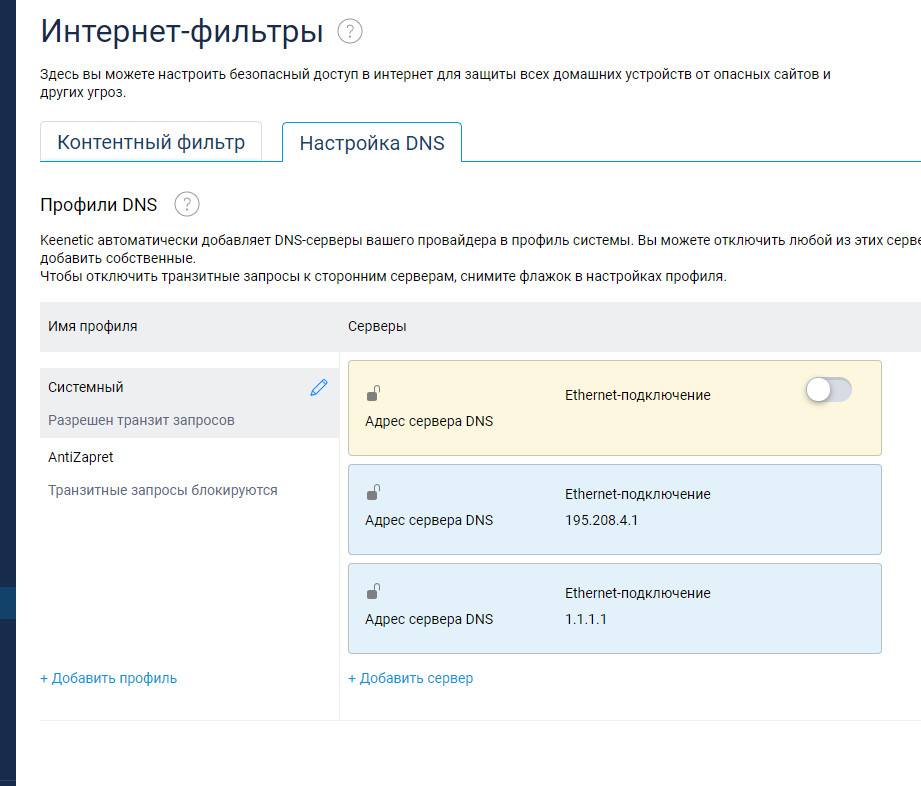 Интернет-фильтры ?
Здесь вы можете настроить безопасный доступ в интернет для защиты всех домашних устройств от опасных сайтов и
других угроз.
Контентный фильтр
Настройка DNS
Профили DNS ?
Keenetic автоматически добавляет DNS-серверы вашего провайдера в профиль системы. Вы можете отключить любой из этих серве
добавить собственные.
Чтобы отключить транзитные запросы к сторонним серверам, снимите флажок в настройках профиля.
Имя профиля
Серверы
Системный
Разрешен транзит запросов
AntiZapret
Транзитные запросы блокируются
+ Добавить профиль
Ethernet-подключение
Адрес сервера DNS
Ethernet-подключение
Адрес сервера DNS 195.208.4.1
Ethernet-подключение
Адрес сервера DNS 1.1.1.1
+ Добавить сервер